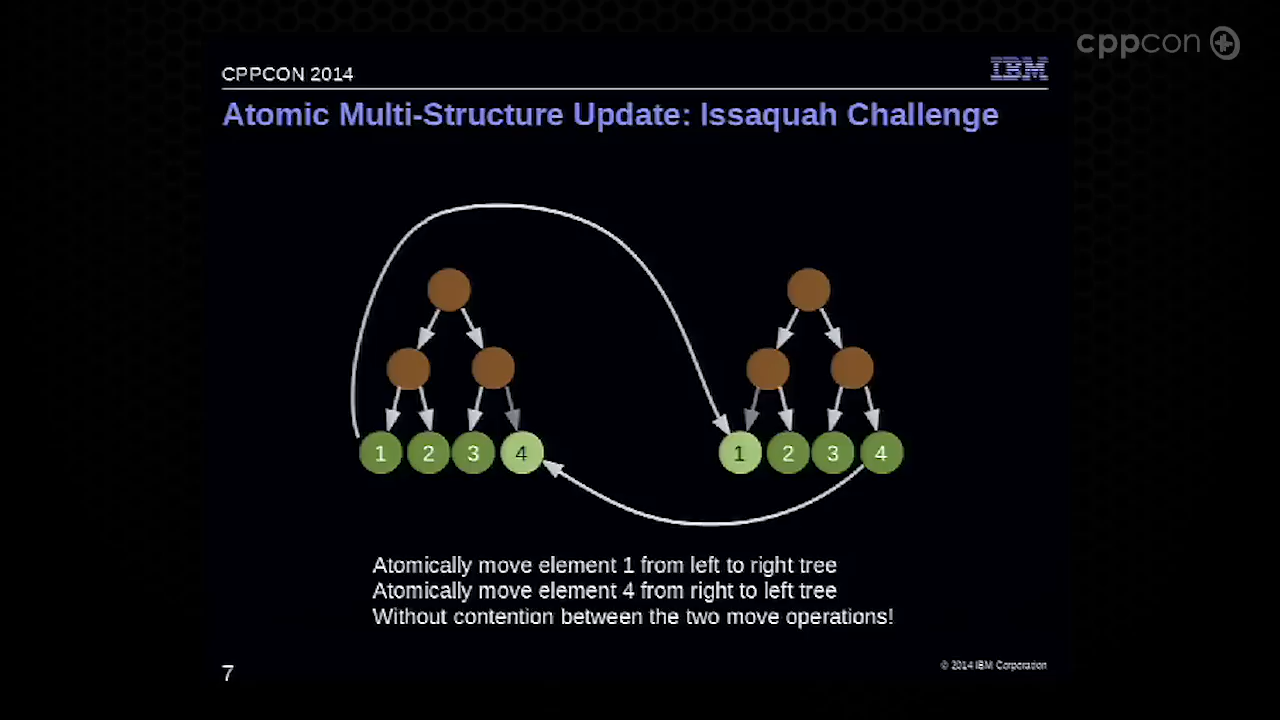 cppcon
CPPCON 2014
IBM
Atomic Multi-Structure Update: Issaquah Challenge
1 2 3 4
1 2 3 4
Atomically move element 1 from left to right tree
Atomically move element 4 from right to left tree
Without contention between the two move operations!
7
© 2014 IBM Corporation